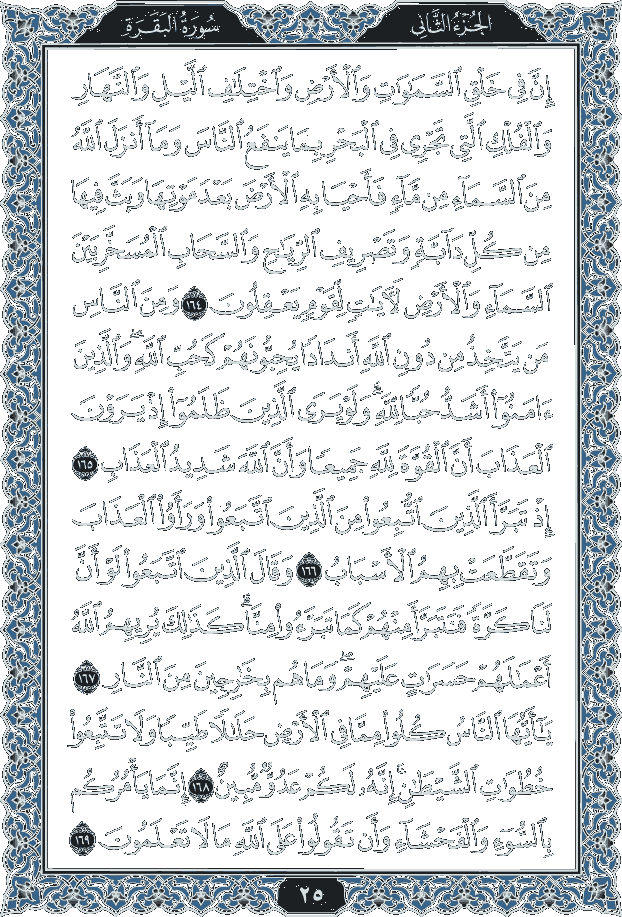 الجزء الثاني
سورة البقرة
إِنَّ فِى خَلْقِ ٱلسَّمَٰوَٰتِ وَٱلْأَرْضِ وَٱخْتِلَٰفِ ٱلَّيْلِ وَٱلنَّهَارِ
وَٱلْفُلْكِ ٱلَّتِى تَجْرِى فِى ٱلْبَحْرِ بِمَا يَنفَعُ ٱلنَّاسَ وَمَآ أَنزَلَ ٱللَّهُ
مِنَ ٱلسَّمَآءِ مِن مَّآءٍ فَأَحْيَا بِهِ ٱلْأَرْضَ بَعْدَ مَوْتِهَا وَبَثَّ فِيهَا
مِن كُلِّ دَآبَّةٍ وَتَصْرِيفِ ٱلرِّيَٰحِ وَٱلسَّحَابِ ٱلْمُسَخَّرِ بَيْنَ
ٱلسَّمَآءِ وَٱلْأَرْضِ لَءَايَٰتٍ لِّقَوْمٍ يَعْقِلُونَ ١٦٤ وَمِنَ ٱلنَّاسِ
مَن يَتَّخِذُ مِن دُونِ ٱللَّهِ أَندَادًا يُحِبُّونَهُمْ كَحُبِّ ٱللَّهِ ۖ وَٱلَّذِينَ
ءَامَنُوٓا۟ أَشَدُّ حُبًّا لِّلَّهِ ۗ وَلَوْ يَرَى ٱلَّذِينَ ظَلَمُوٓا۟ إِذْ يَرَوْنَ
ٱلْعَذَابَ أَنَّ ٱلْقُوَّةَ لِلَّهِ جَمِيعًا وَأَنَّ ٱللَّهَ شَدِيدُ ٱلْعَذَابِ ١٦٥
إِذْ تَبَرَّأَ ٱلَّذِينَ ٱتُّبِعُوا۟ مِنَ ٱلَّذِينَ ٱتَّبَعُوا۟ وَرَأَوُا۟ ٱلْعَذَابَ
وَتَقَطَّعَتْ بِهِمُ ٱلْأَسْبَابُ ١٦٦ وَقَالَ ٱلَّذِينَ ٱتَّبَعُوا۟ لَوْ أَنَّ
لَنَا كَرَّةً فَنَتَبَرَّأَ مِنْهُمْ كَمَا تَبَرَّءُوا۟ مِنَّا ۗ كَذَٰلِكَ يُرِيهِمُ ٱللَّهُ
أَعْمَٰلَهُمْ حَسَرَٰتٍ عَلَيْهِمْ ۖ وَمَا هُم بِخَٰرِجِينَ مِنَ ٱلنَّارِ ١٦٧
يَٰٓأَيُّهَا ٱلنَّاسُ كُلُوا۟ مِمَّا فِى ٱلْأَرْضِ حَلَٰلًا طَيِّبًا وَلَا تَتَّبِعُوا۟
خُطُوَٰتِ ٱلشَّيْطَٰنِ ۚ إِنَّهُۥ لَكُمْ عَدُوٌّ مُّبِينٌ ١٦٨ إِنَّمَا يَأْمُرُكُم
بِٱلسُّوٓءِ وَٱلْفَحْشَآءِ وَأَن تَقُولُوا۟ عَلَى ٱللَّهِ مَا لَا تَعْلَمُونَ ١٦٩
٢٥